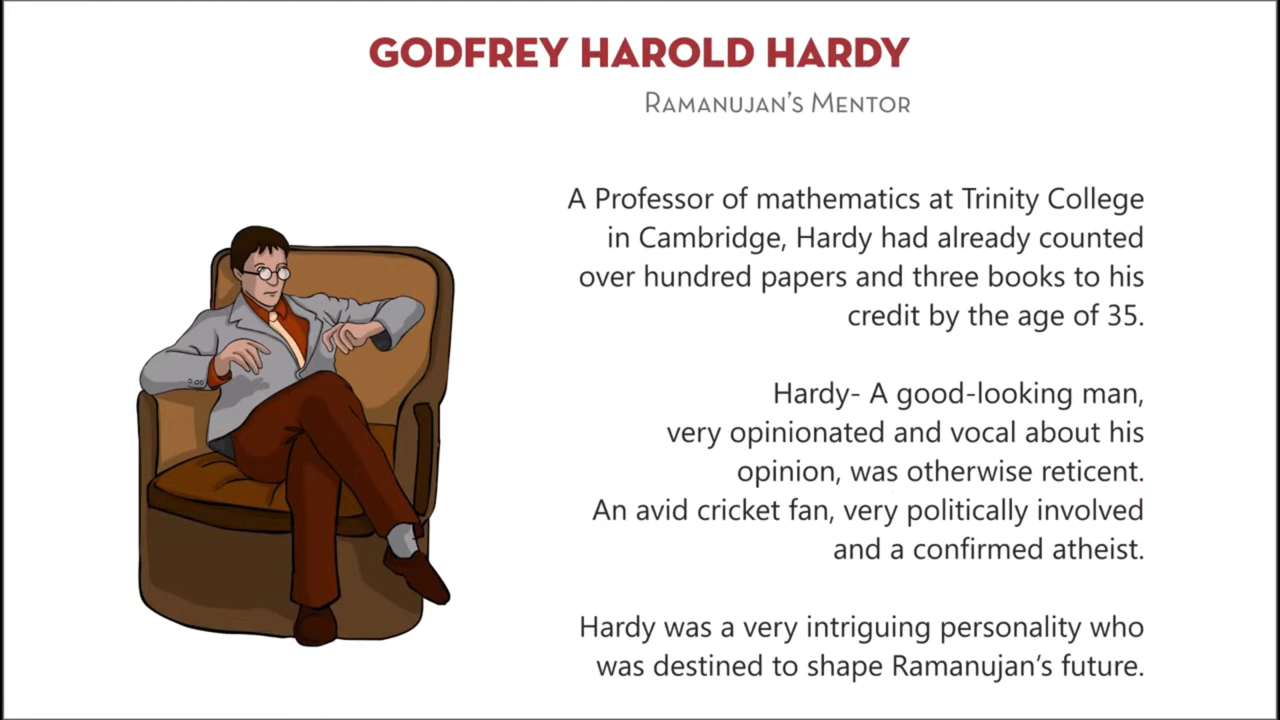 GODFREY HAROLD HARDY
RAMANUJAN'S MENTOR
A Professor of mathematics at Trinity College
in Cambridge, Hardy had already counted
over hundred papers and three books to his
credit by the age of 35.
Hardy- A good-looking man,
very opinionated and vocal about his
opinion, was otherwise reticent.
An avid cricket fan, very politically involved
and a confirmed atheist.
Hardy was a very intriguing personality who
was destined to shape Ramanujan's future.